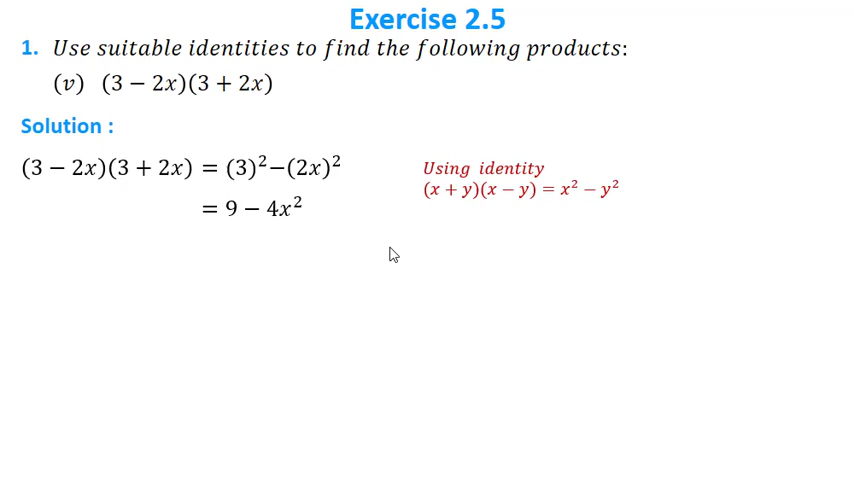 Exercise 2.5
1. Use suitable identities to find the following products:
(v) (3 − 2x)(3 + 2x)
Solution :
(3 − 2x)(3 + 2x) = (3)²−(2x)²
Using identity
(x + y)(x − y) = x² − y²
= 9 − 4x²